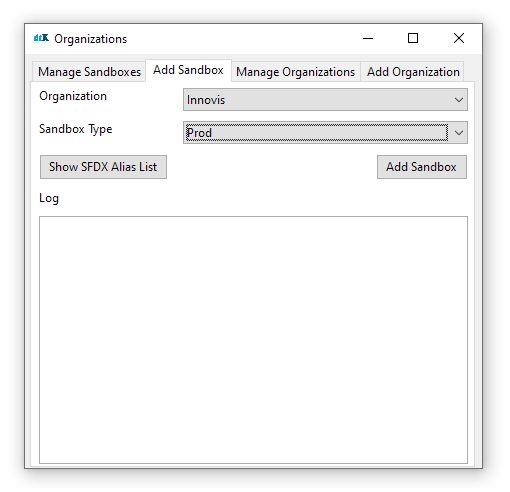 dtX Organizations
Manage Sandboxes Add Sandbox Manage Organizations Add Organization
Organization Innovis
Sandbox Type Prod
Show SFDX Alias List Add Sandbox
Log